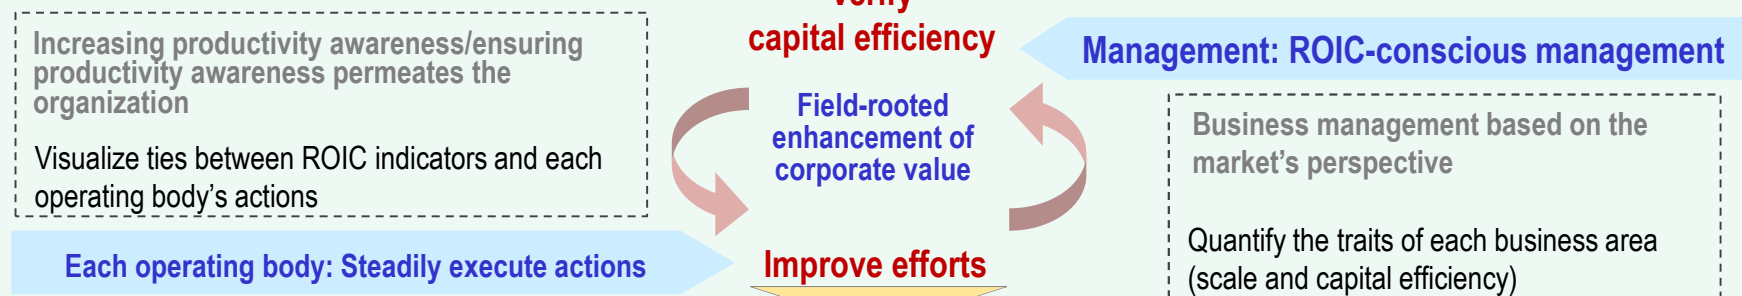 Increasing productivity awareness/ensuring
productivity awareness permeates the
organization
Visualize ties between ROIC indicators and each
operating body's actions
Each operating body: Steadily execute actions
verify
capital efficiency
Field-rooted
enhancement of
corporate value
Improve efforts
Management: ROIC-conscious management
Business management based on the
market's perspective
Quantify the traits of each business area
(scale and capital efficiency)